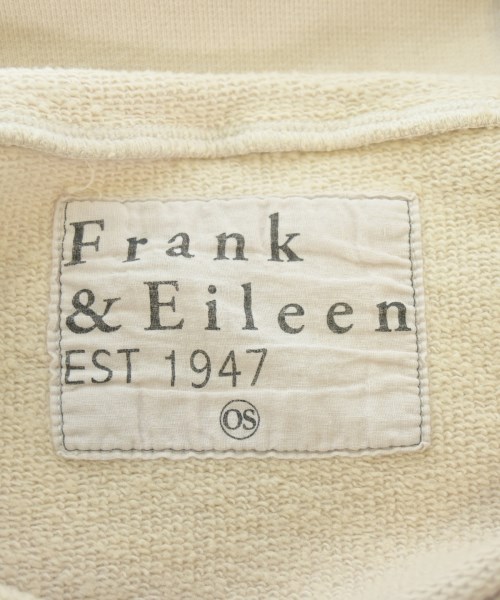 Frank
& Eileen
EST 1947
OS